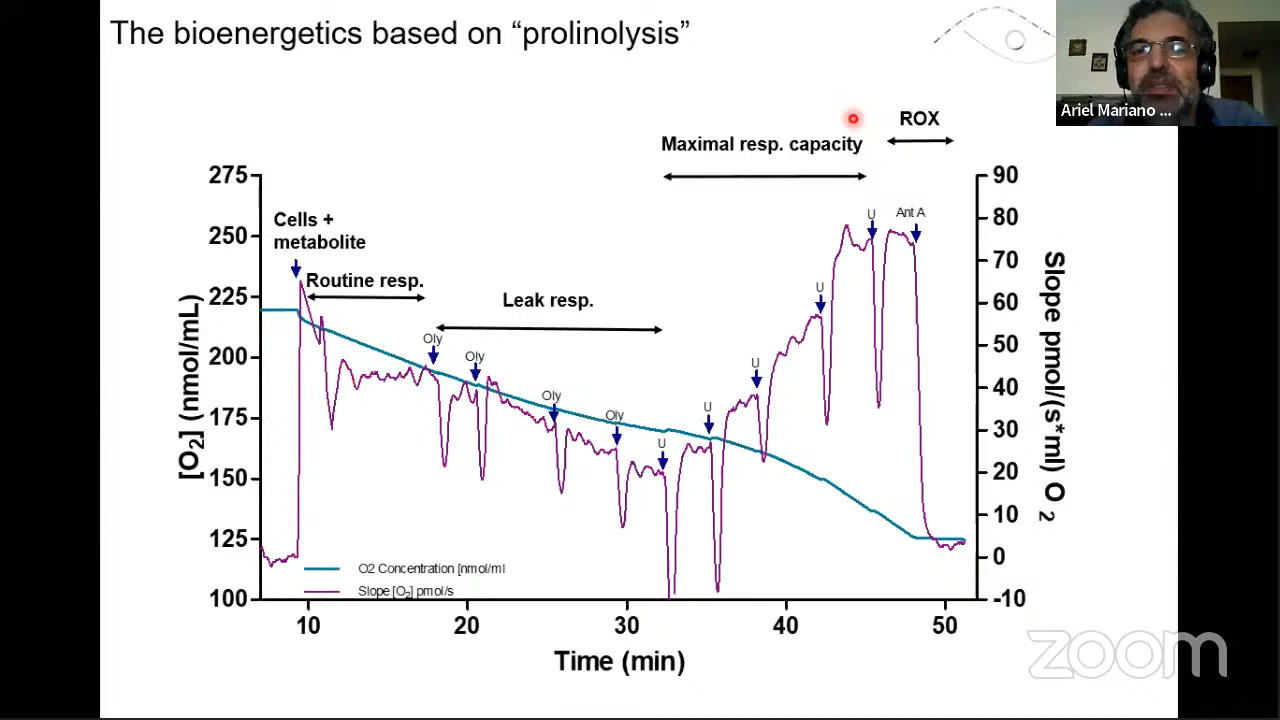 The bioenergetics based on “prolinolysis”
Ariel Mariano ...
ROX
Maximal resp. capacity
275
250
225
200
175
150
125
100
[O2] (nmol/mL)
90
80
70
60
50
40
30
20
10
0
-10
Slope pmol/(s*ml) O 2
Cells +
metabolite
Routine resp.
Leak resp.
Oly
Oly
Oly
Oly
U
U
U
U
U
Ant A
O2 Concentration [nmol/ml
Slope [O2] pmol/s
10
20
30
40
50
Time (min)
zoom